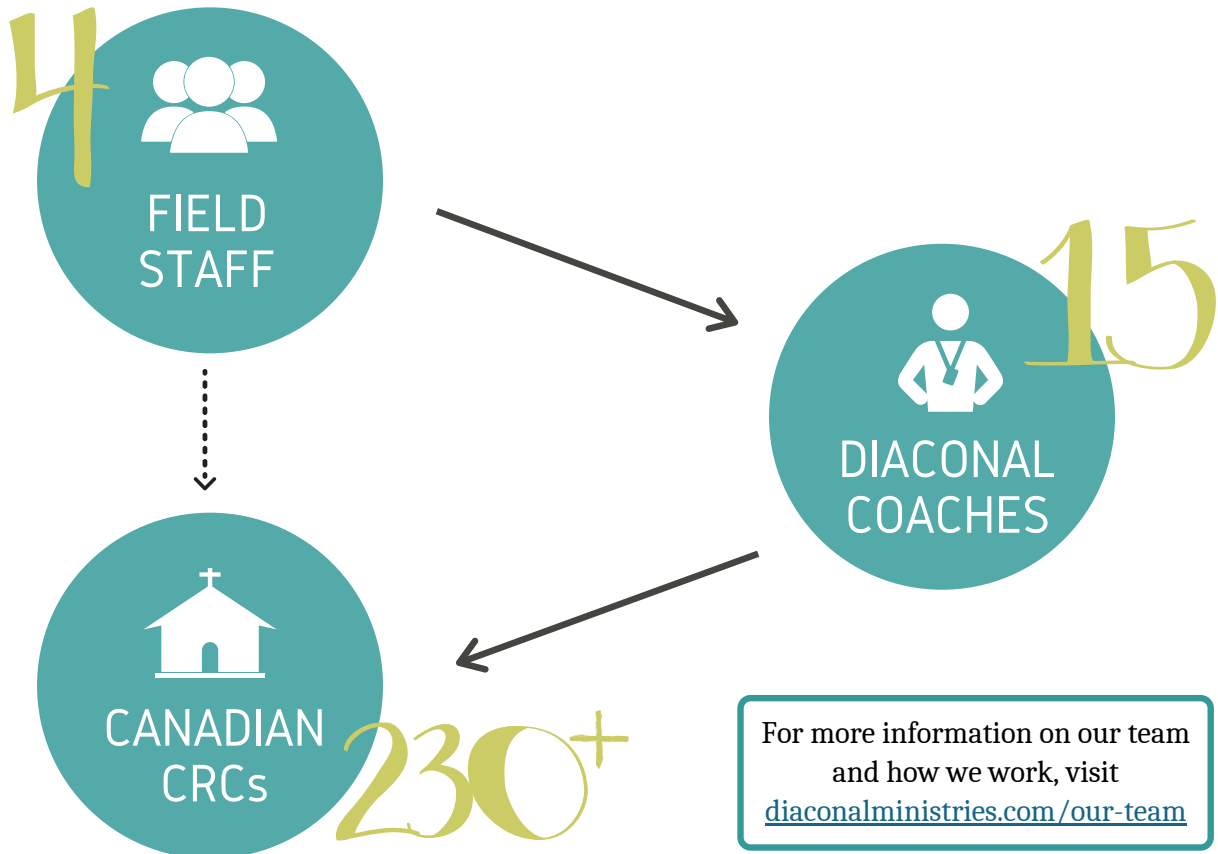 4
FIELD
STAFF
15
DIACONAL
COACHES
CANADIAN
CRCs
230+
For more information on our team
and how we work, visit
diaconalministries.com/our-team